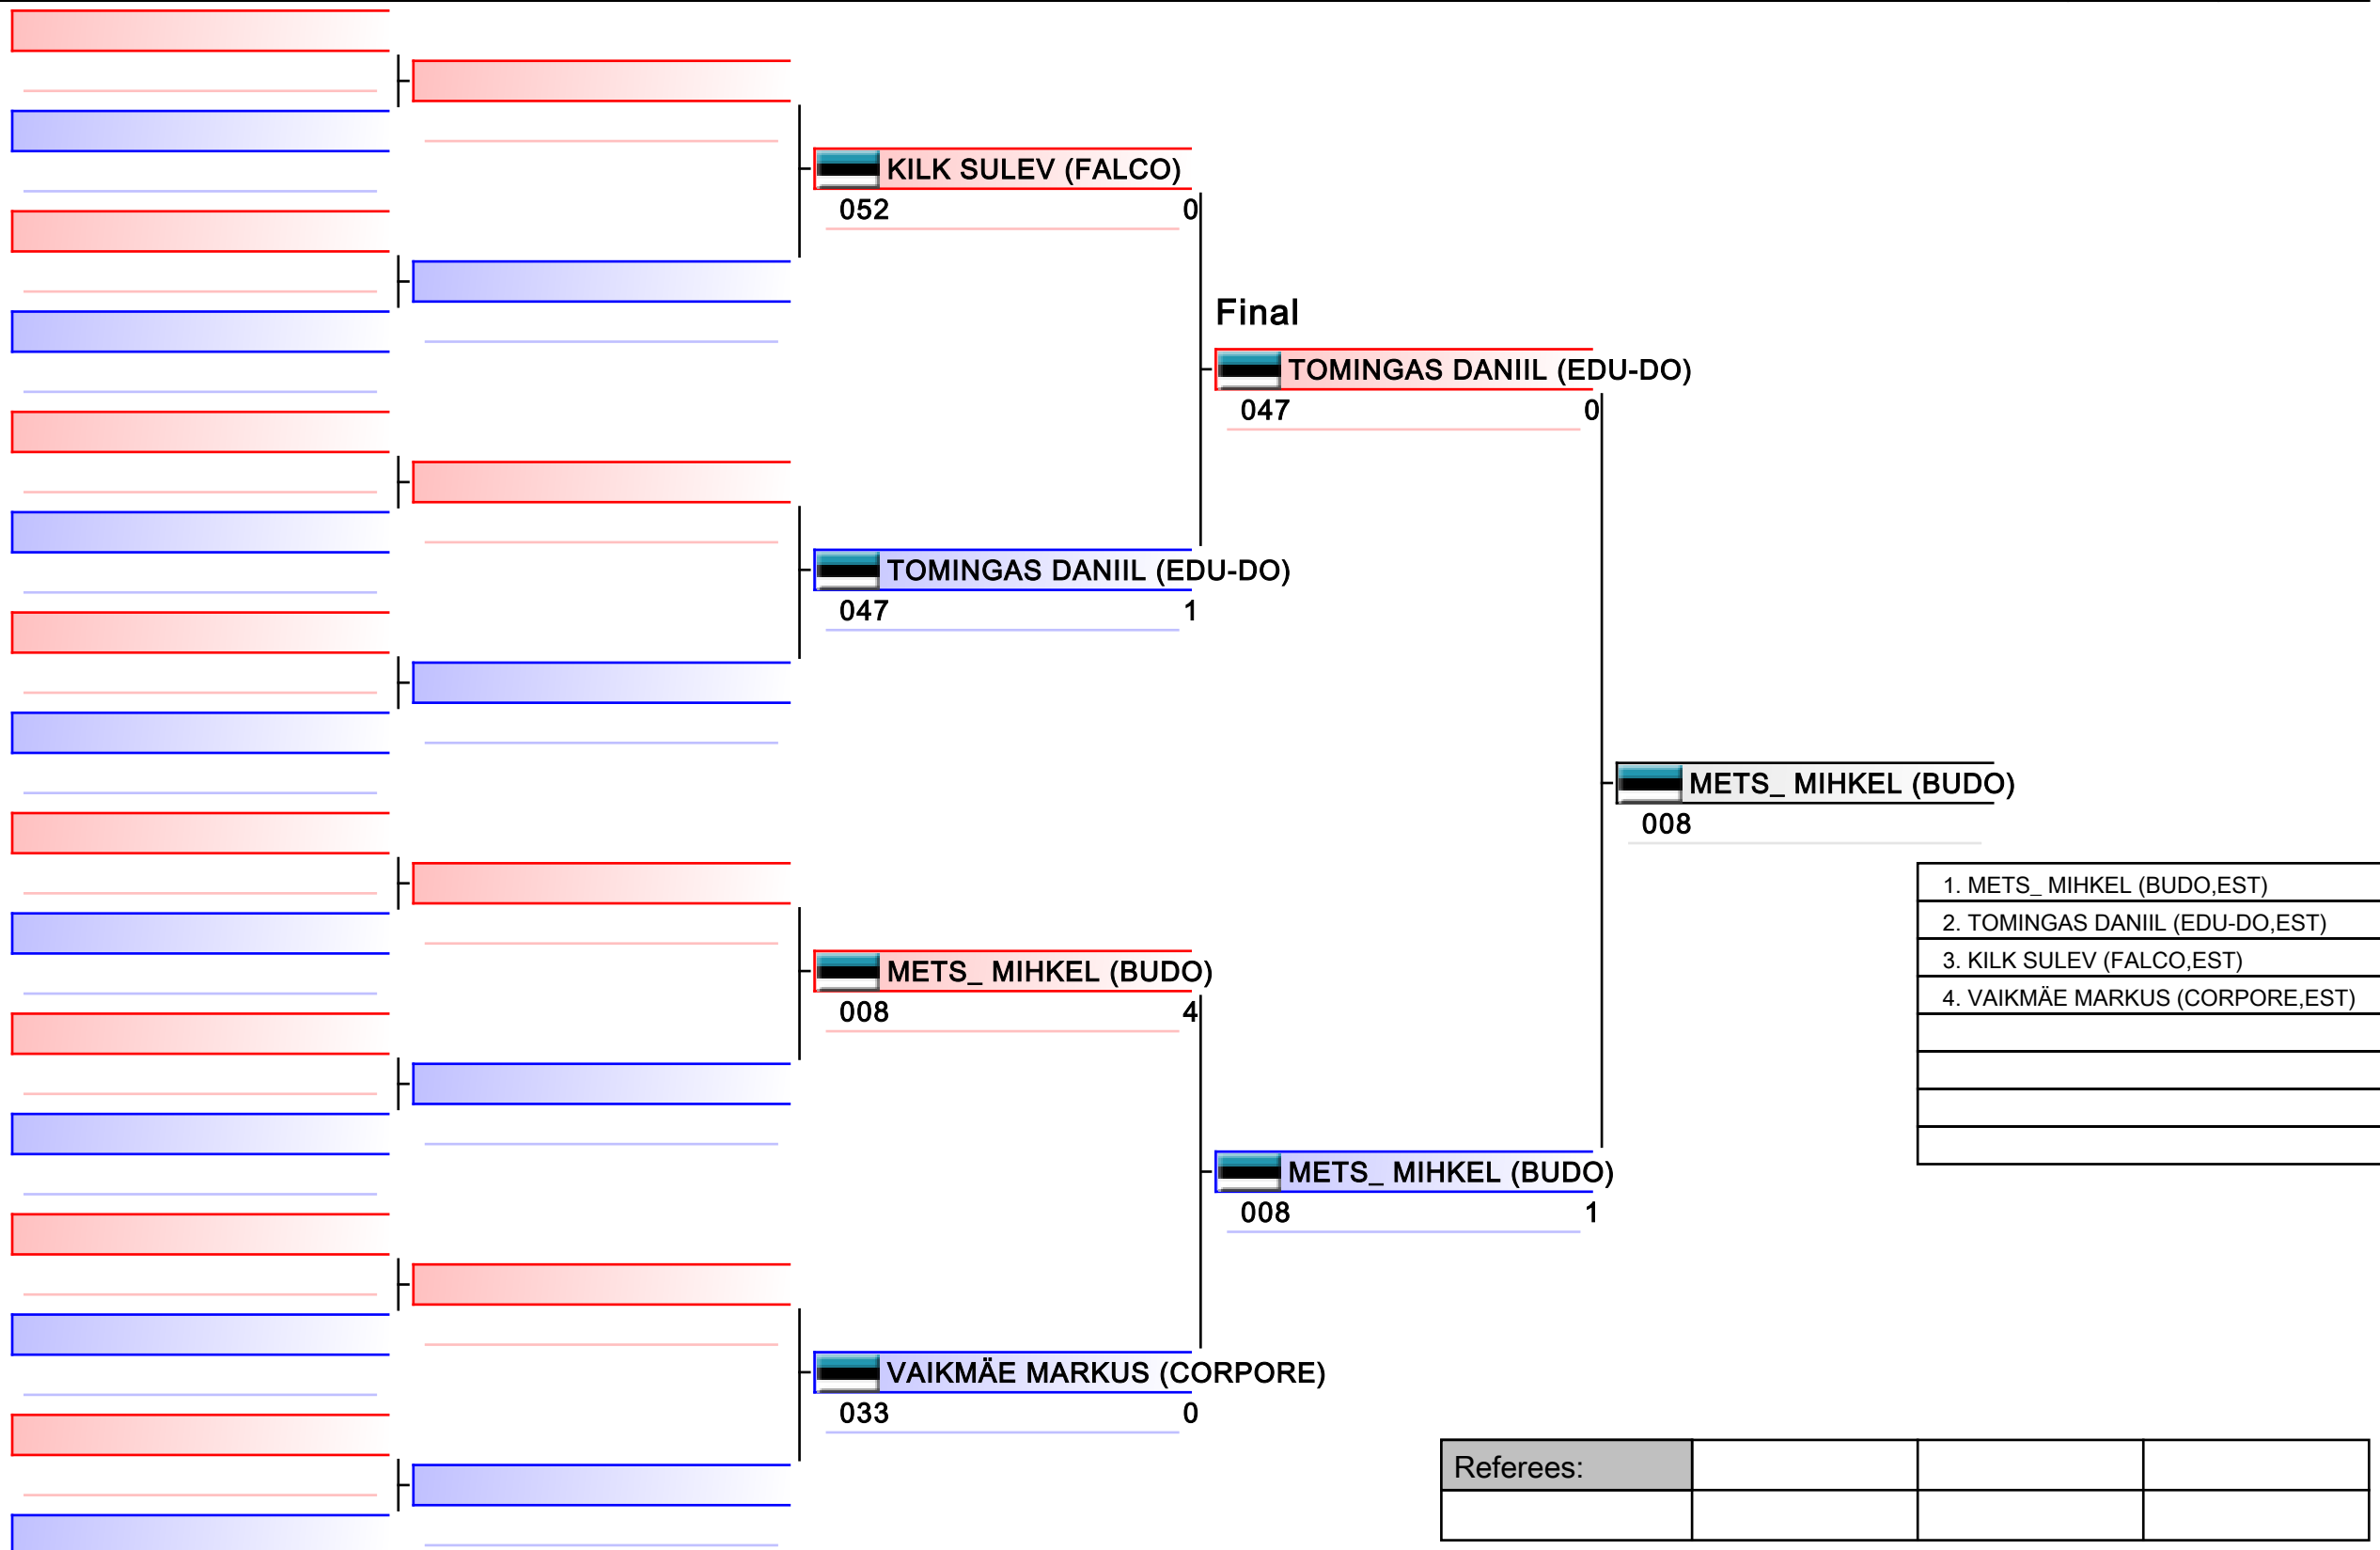 KILK SULEV (FALCO)
052 0
Final
TOMINGAS DANIIL (EDU-DO)
047 0
TOMINGAS DANIIL (EDU-DO)
047 1
METS_ MIHKEL (BUDO)
008
1. METS_ MIHKEL (BUDO,EST)
2. TOMINGAS DANIIL (EDU-DO,EST)
3. KILK SULEV (FALCO,EST)
4. VAIKMÄE MARKUS (CORPORE,EST)
METS_ MIHKEL (BUDO)
008 4
METS_ MIHKEL (BUDO)
008 1
VAIKMÄE MARKUS (CORPORE)
033 0
Referees: